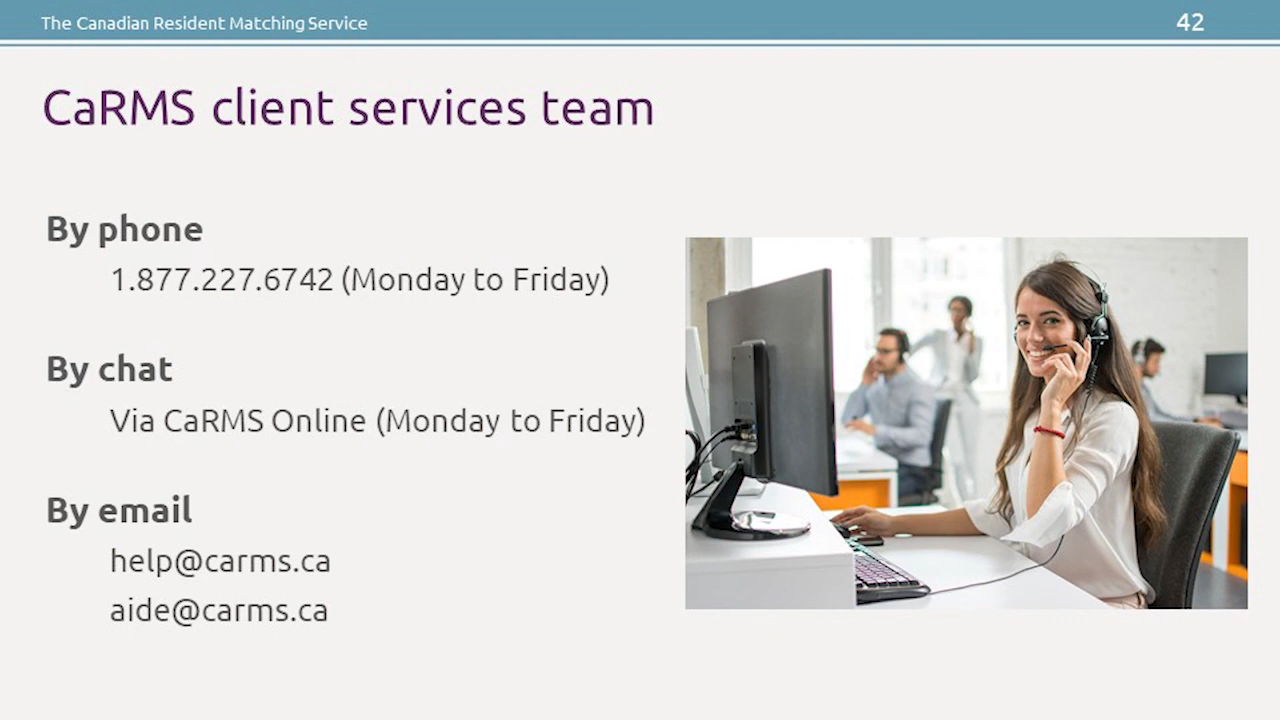 The Canadian Resident Matching Service
42
CaRMS client services team
By phone
1.877.227.6742 (Monday to Friday)
By chat
Via CaRMS Online (Monday to Friday)
By email
help@carms.ca
aide@carms.ca